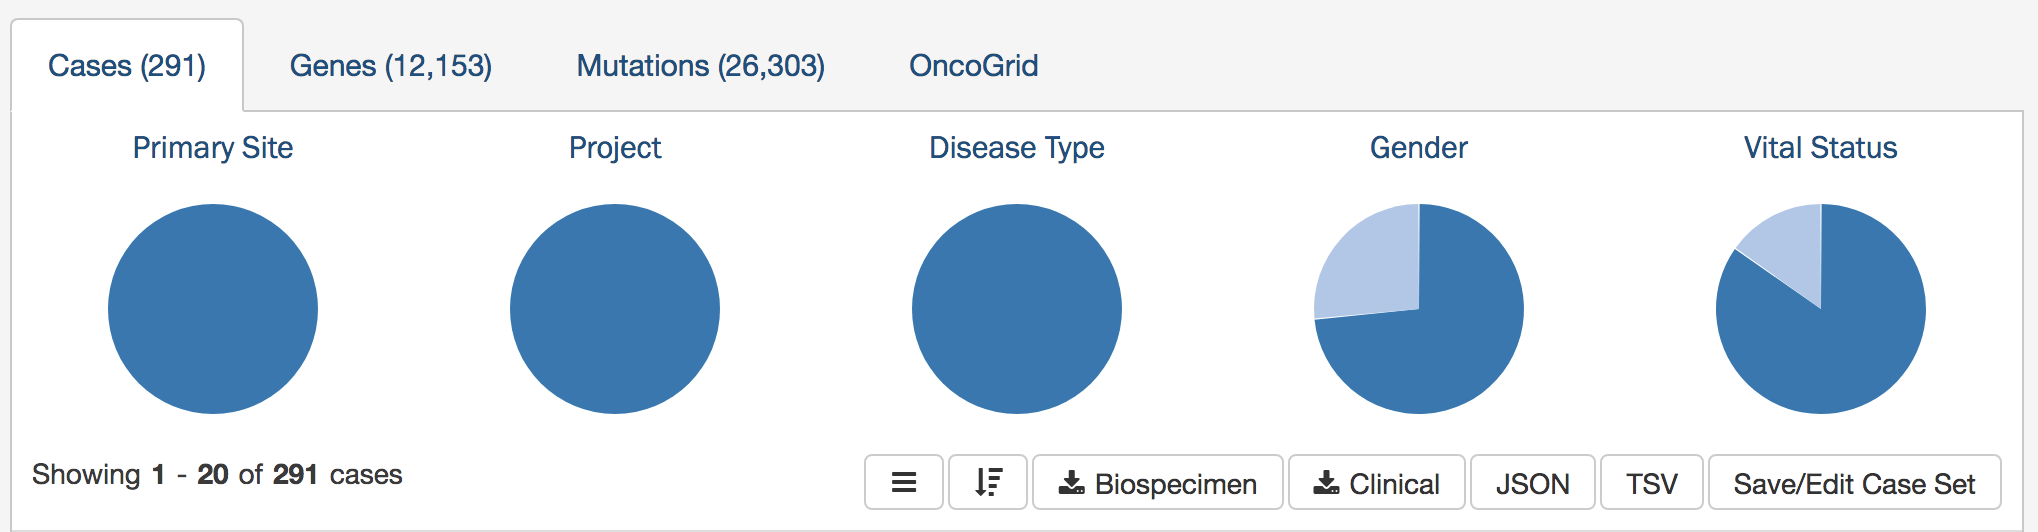 Cases (291) Genes (12,153) Mutations (26,303) OncoGrid
Primary Site Project Disease Type Gender Vital Status
Showing 1 - 20 of 291 cases Biospecimen Clinical JSON TSV Save/Edit Case Set